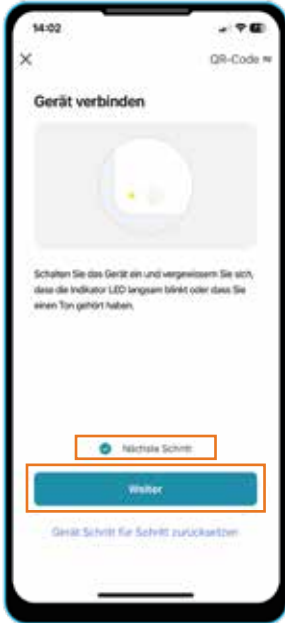 14:02
QR-Code
Gerät verbinden
Schalten Sie das Gerät ein und vergewissern Sie sich,
dass die Indikator LED langsam blinkt oder dass Sie
einen Ton gehört haben.
Nächste Schritt
Weiter
Gerät Schritt für Schritt zurücksetzen